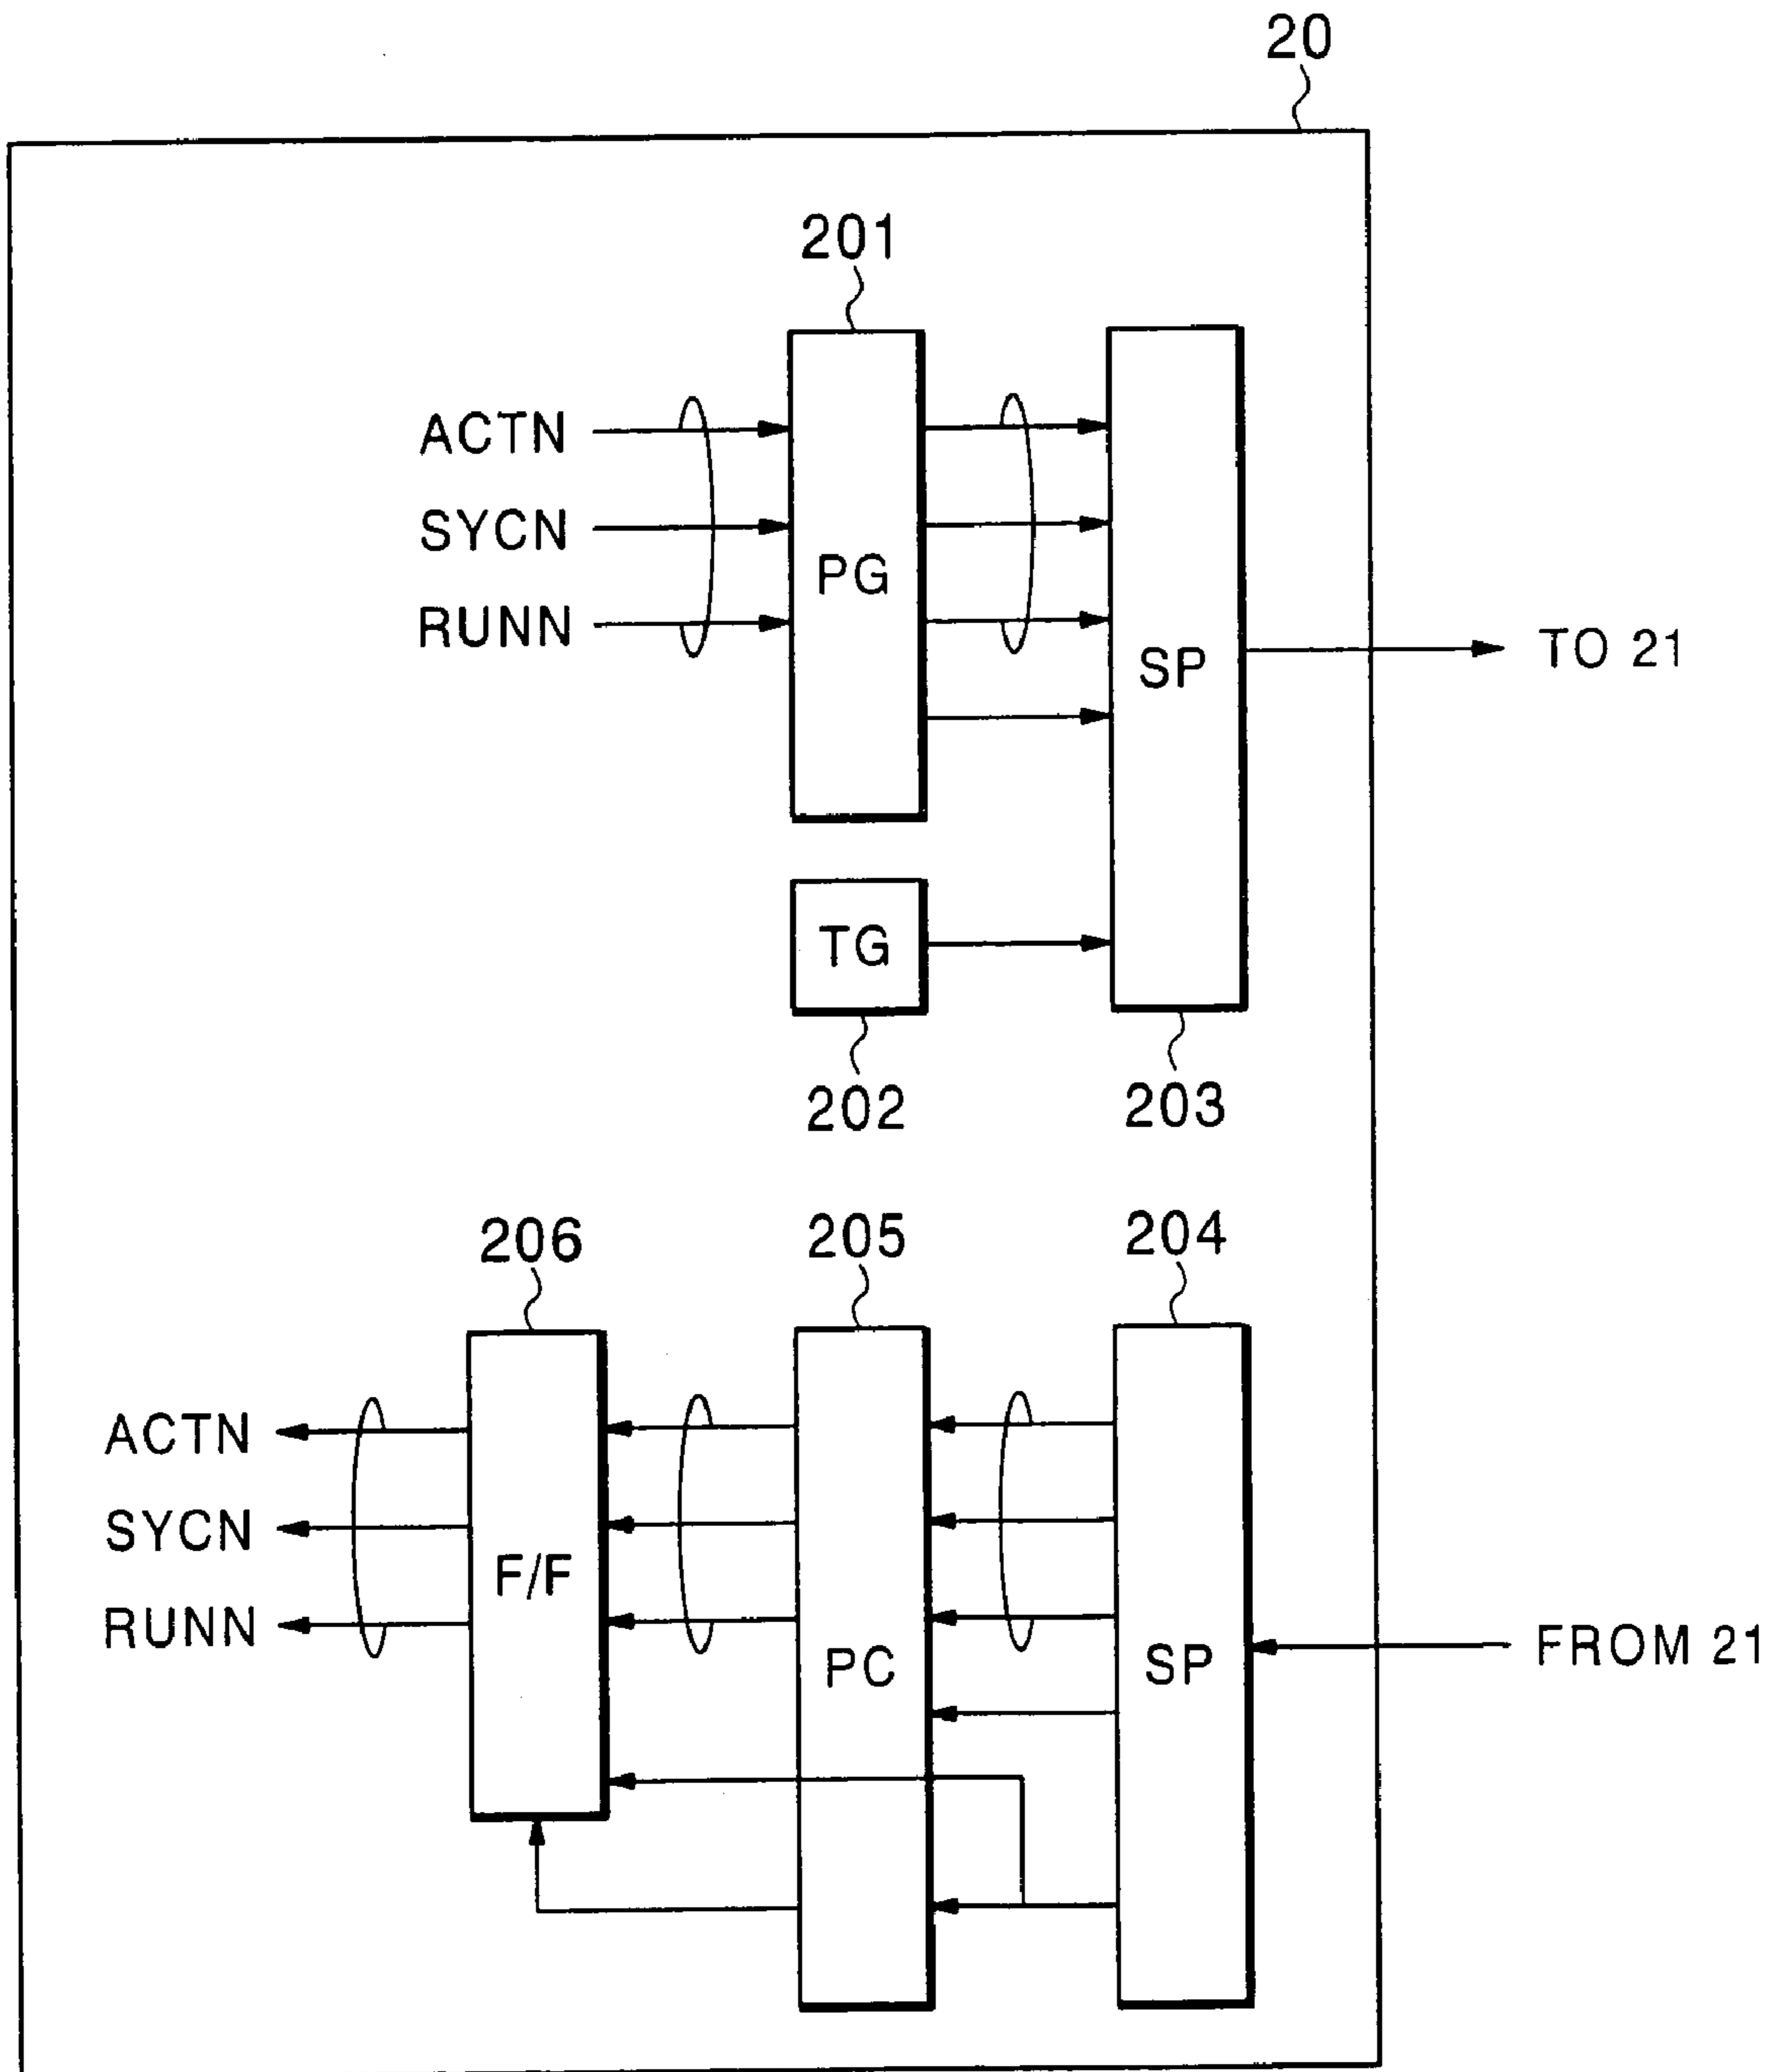 20
201
ACTN
SYCN
RUNN
PG
SP
TO 21
TG
202
203
206
205
204
ACTN
SYCN
RUNN
F/F
PC
SP
FROM 21